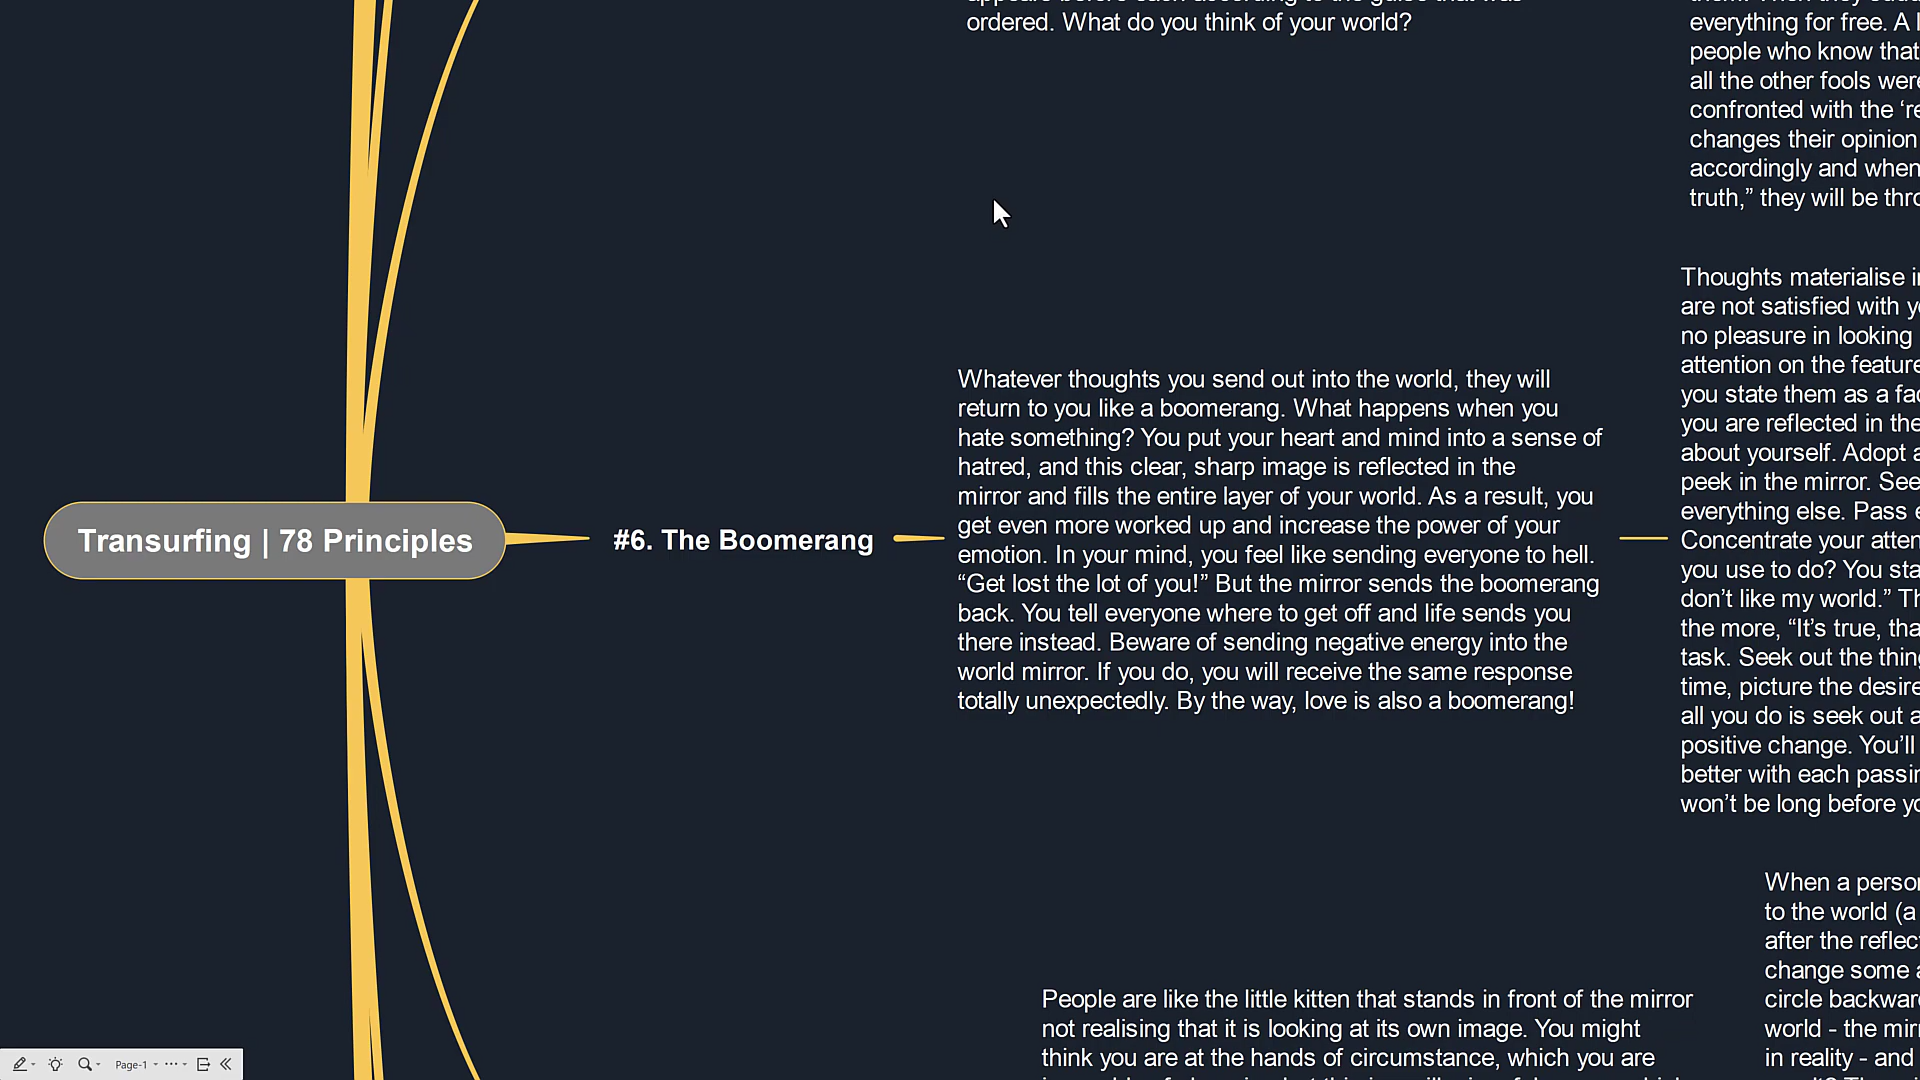 ordered. What do you think of your world?
everything for free. A
people who know that
all the other fools were
confronted with the ‘re
changes their opinion
accordingly and when
truth,” they will be thro
Transurfing | 78 Principles
#6. The Boomerang
Whatever thoughts you send out into the world, they will
return to you like a boomerang. What happens when you
hate something? You put your heart and mind into a sense of
hatred, and this clear, sharp image is reflected in the
mirror and fills the entire layer of your world. As a result, you
get even more worked up and increase the power of your
emotion. In your mind, you feel like sending everyone to hell.
“Get lost the lot of you!” But the mirror sends the boomerang
back. You tell everyone where to get off and life sends you
there instead. Beware of sending negative energy into the
world mirror. If you do, you will receive the same response
totally unexpectedly. By the way, love is also a boomerang!
Thoughts materialise
are not satisfied with
no pleasure in looking
attention on the feature
you state them as a fac
you are reflected in the
about yourself. Adopt a
peek in the mirror. See
everything else. Pass
Concentrate your atten
you use to do? You sta
don’t like my world.” Th
the more, “It’s true, tha
task. Seek out the thing
time, picture the desire
all you do is seek out a
positive change. You’ll
better with each passin
won’t be long before yo
When a person
to the world (a
after the reflect
change some a
circle backward
world - the mirr
in reality - and
People are like the little kitten that stands in front of the mirror
not realising that it is looking at its own image. You might
think you are at the hands of circumstance, which you are
Page-1